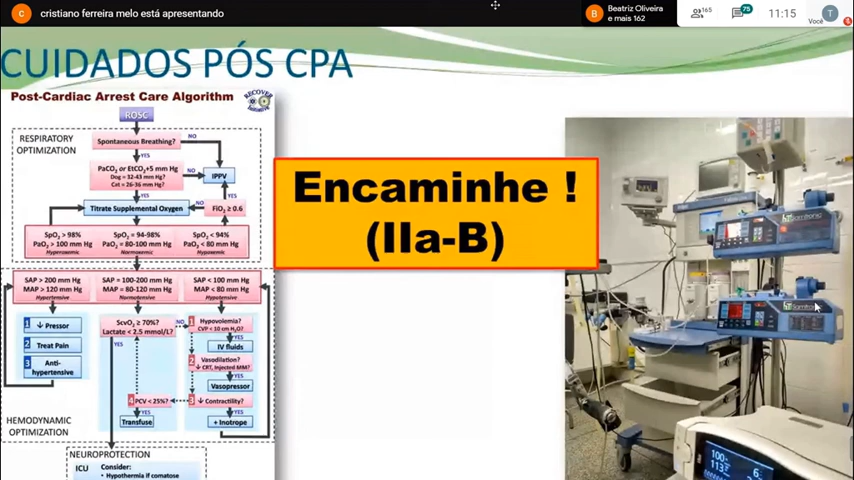 cristiano ferreira melo está apresentando
Beatriz Oliveira
e mais 162
165
75
11:15
Você
CUIDADOS PÓS CPA
Post-Cardiac Arrest Care Algorithm
RECOVER
ROSC
RESPIRATORY
OPTIMIZATION
Spontaneous Breathing?
NO
YES
PaCO2 or EtCO2+5 mm Hg
Dog = 32-43 mm Hg?
Cat = 26-36 mm Hg?
NO
IPPV
YES
YES
Titrate Supplemental Oxygen
NO
FiO2 ≥ 0.6
SpO2 > 98%
PaO2 > 100 mm Hg
Hyperoxemic
SpO2 = 94-98%
PaO2 = 80-100 mm Hg
Normoxemic
SpO2 < 94%
PaO2 < 80 mm Hg
Hypoxemic
SAP > 200 mm Hg
MAP > 120 mm Hg
Hypertensive
SAP = 100-200 mm Hg
MAP = 80-120 mm Hg
Normotensive
SAP < 100 mm Hg
MAP < 80 mm Hg
Hypotensive
1 ↓ Pressor
2 Treat Pain
3 Anti-
hypertensive
ScvO2 ≥ 70%?
Lactate < 2.5 mmol/L?
NO
YES
1 Hypovolemia?
CVP < 10 cm H2O?
YES
IV fluids
2 Vasodilation?
↓ CRT, Injected MM?
YES
Vasopressor
3 ↓ Contractility?
YES
+ Inotrope
4 PCV < 25%?
YES
Transfuse
HEMODYNAMIC
OPTIMIZATION
NEUROPROTECTION
ICU
Consider:
• Hypothermia if comatose
Encaminhe !
(IIa-B)
100
113